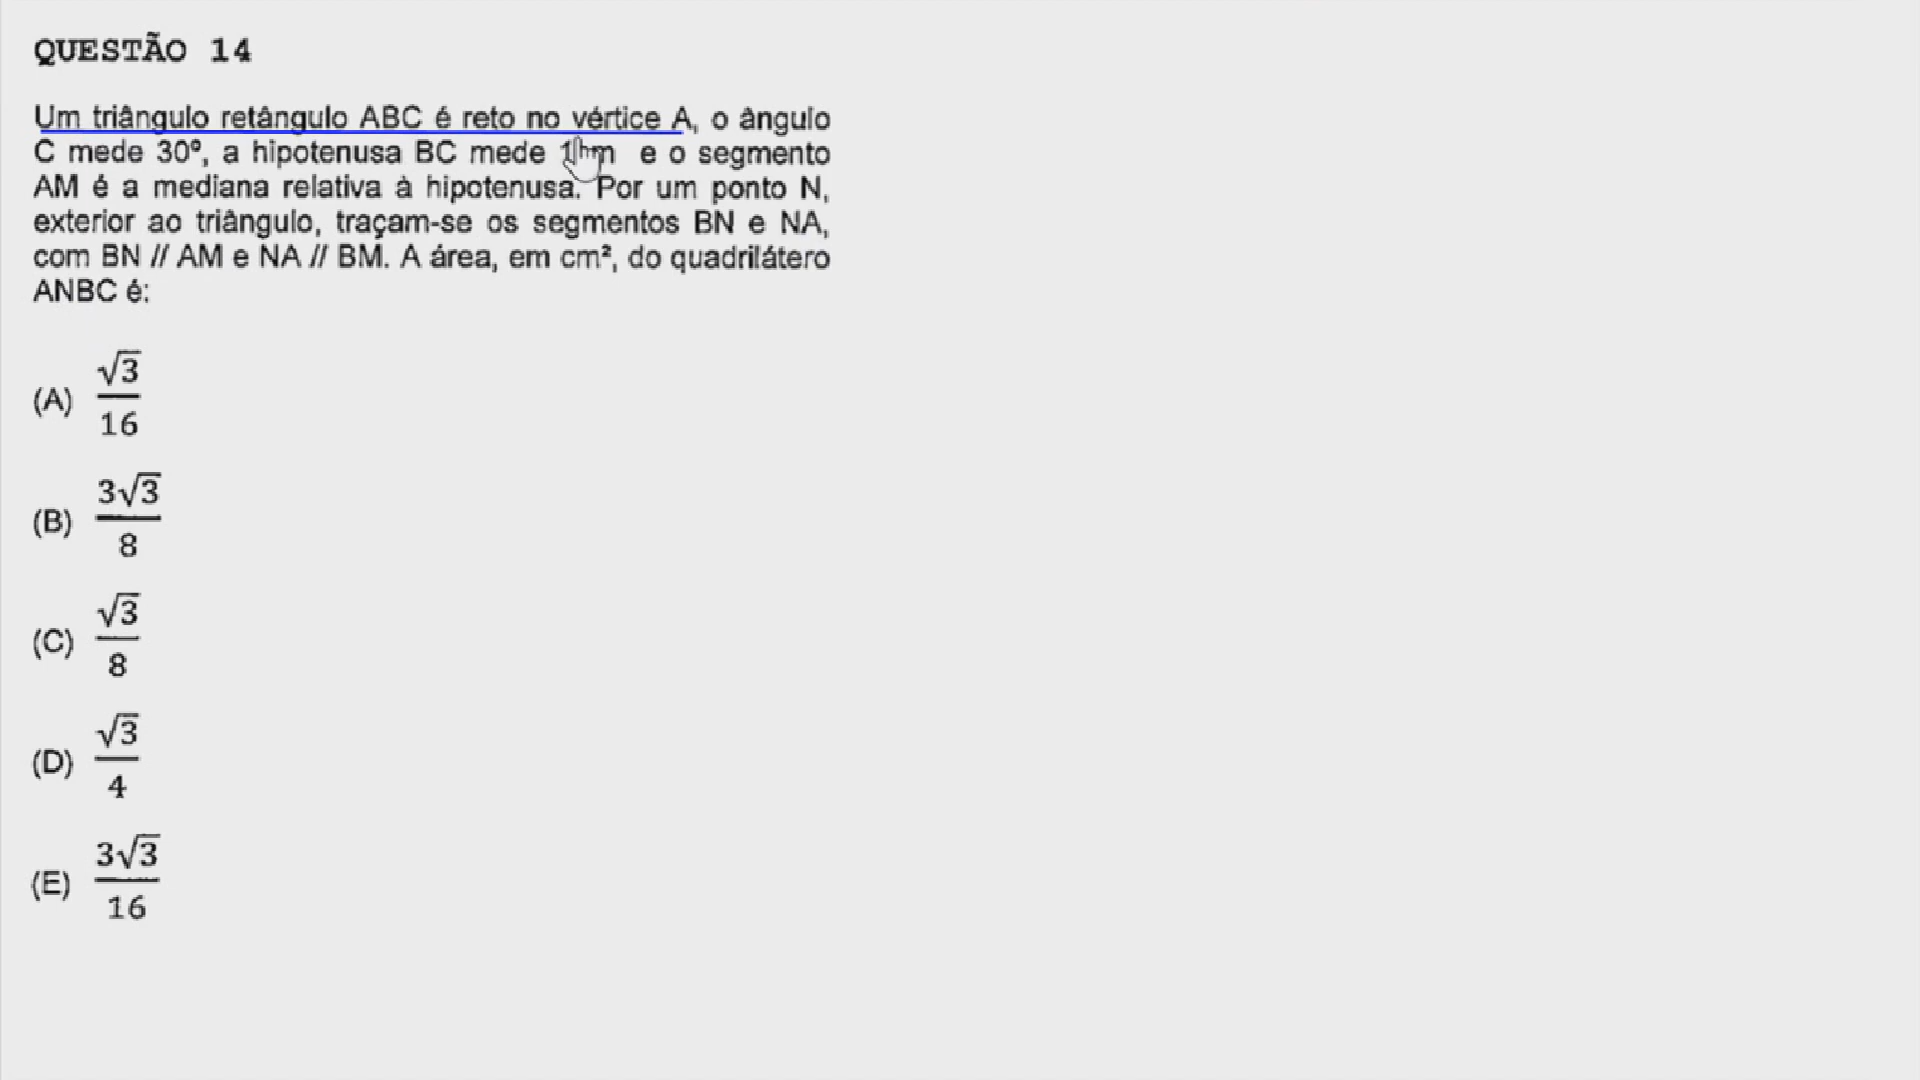 QUESTÃO 14
Um triângulo retângulo ABC é reto no vértice A, o ângulo
C mede 30º, a hipotenusa BC mede e o segmento
AM é a mediana relativa à hipotenusa. Por um ponto N,
exterior ao triângulo, traçam-se os segmentos BN e NA,
com BN // AM e NA // BM. A área, em cm², do quadrilátero
ANBC é:
(A) √3/16
(B) 3√3/8
(C) √3/8
(D) √3/4
(E) 3√3/16